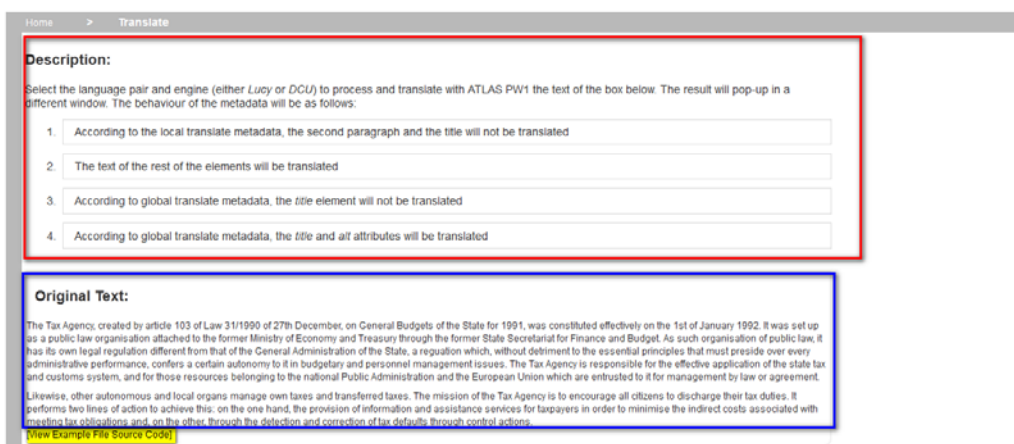 Home > Translate
Description:
Select the language pair and engine (either Lucy or DCU) to process and translate with ATLAS PW1 the text of the box below. The result will pop-up in a
different window. The behaviour of the metadata will be as follows:
1. According to the local translate metadata, the second paragraph and the title will not be translated
2. The text of the rest of the elements will be translated
3. According to global translate metadata, the title element will not be translated
4. According to global translate metadata, the title and alt attributes will be translated
Original Text:
The Tax Agency, created by article 103 of Law 31/1990 of 27th December, on General Budgets of the State for 1991, was constituted effectively on the 1st of January 1992. It was set up
as a public law organisation attached to the former Ministry of Economy and Treasury through the former State Secretariat for Finance and Budget. As such organisation of public law, it
has its own legal regulation different from that of the General Administration of the State, a reguation which, without detriment to the essential principles that must preside over every
administrative performance, confers a certain autonomy to it in budgetary and personnel management issues. The Tax Agency is responsible for the effective application of the state tax
and customs system, and for those resources belonging to the national Public Administration and the European Union which are entrusted to it for management by law or agreement.
Likewise, other autonomous and local organs manage own taxes and transferred taxes. The mission of the Tax Agency is to encourage all citizens to discharge their tax duties. It
performs two lines of action to achieve this: on the one hand, the provision of information and assistance services for taxpayers in order to minimise the indirect costs associated with
meeting tax obligations and, on the other, through the detection and correction of tax defaults through control actions.
[View Example File Source Code]